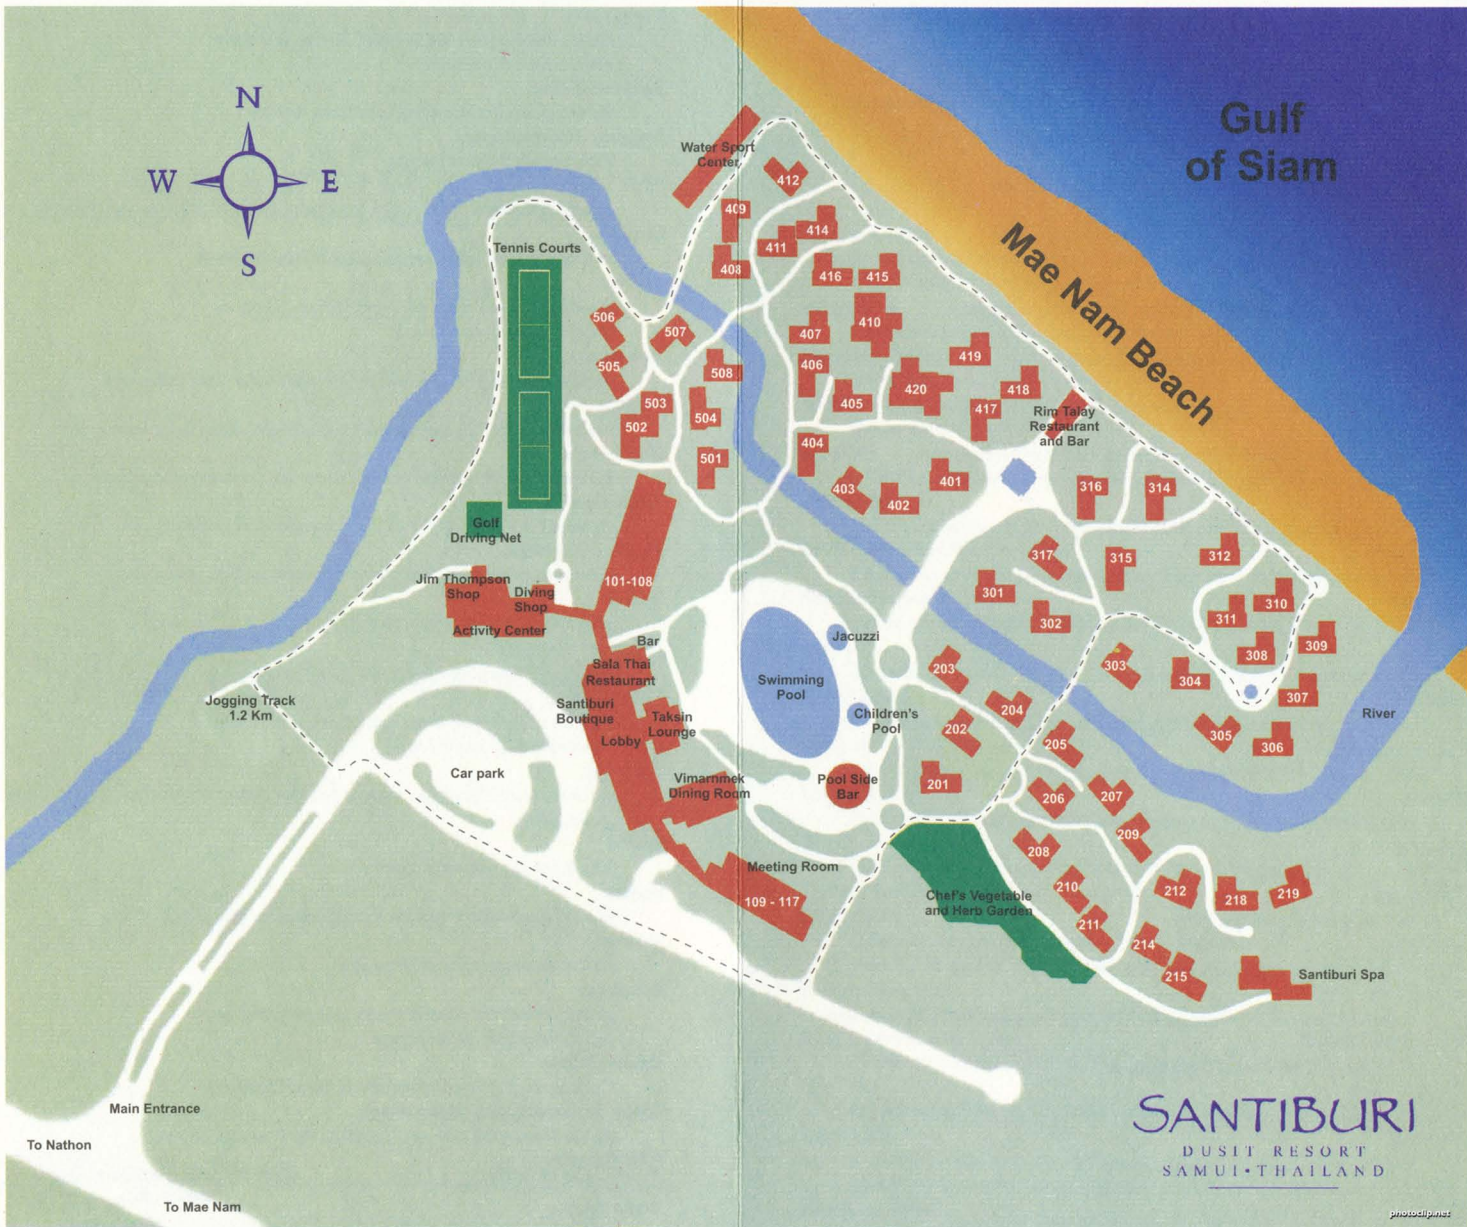 N
W
E
S
Gulf
of Siam
Mae Nam Beach
Water Sport
Center
412
409
414
411
408
416
415
Tennis Courts
506
507
505
508
503
502
504
501
407
410
406
405
419
420
418
417
Rim Talay
Restaurant
and Bar
404
403
402
401
316
314
317
315
312
301
302
310
311
309
308
303
304
307
305
306
River
Golf
Driving Net
Jim Thompson
Shop
Diving
Shop
Activity Center
101-108
Bar
Sala Thai
Restaurant
Santiburi
Boutique
Taksin
Lounge
Lobby
Jacuzzi
Swimming
Pool
Children's
Pool
Pool Side
Bar
Vimarnmek
Dining Room
Meeting Room
109 - 117
Jogging Track
1.2 Km
Car park
203
204
202
205
201
206
207
209
208
210
211
212
218
219
214
215
Chef's Vegetable
and Herb Garden
Santiburi Spa
Main Entrance
To Nathon
To Mae Nam
SANTIBURI
DUSIT RESORT
SAMUI•THAILAND
photoclip.net